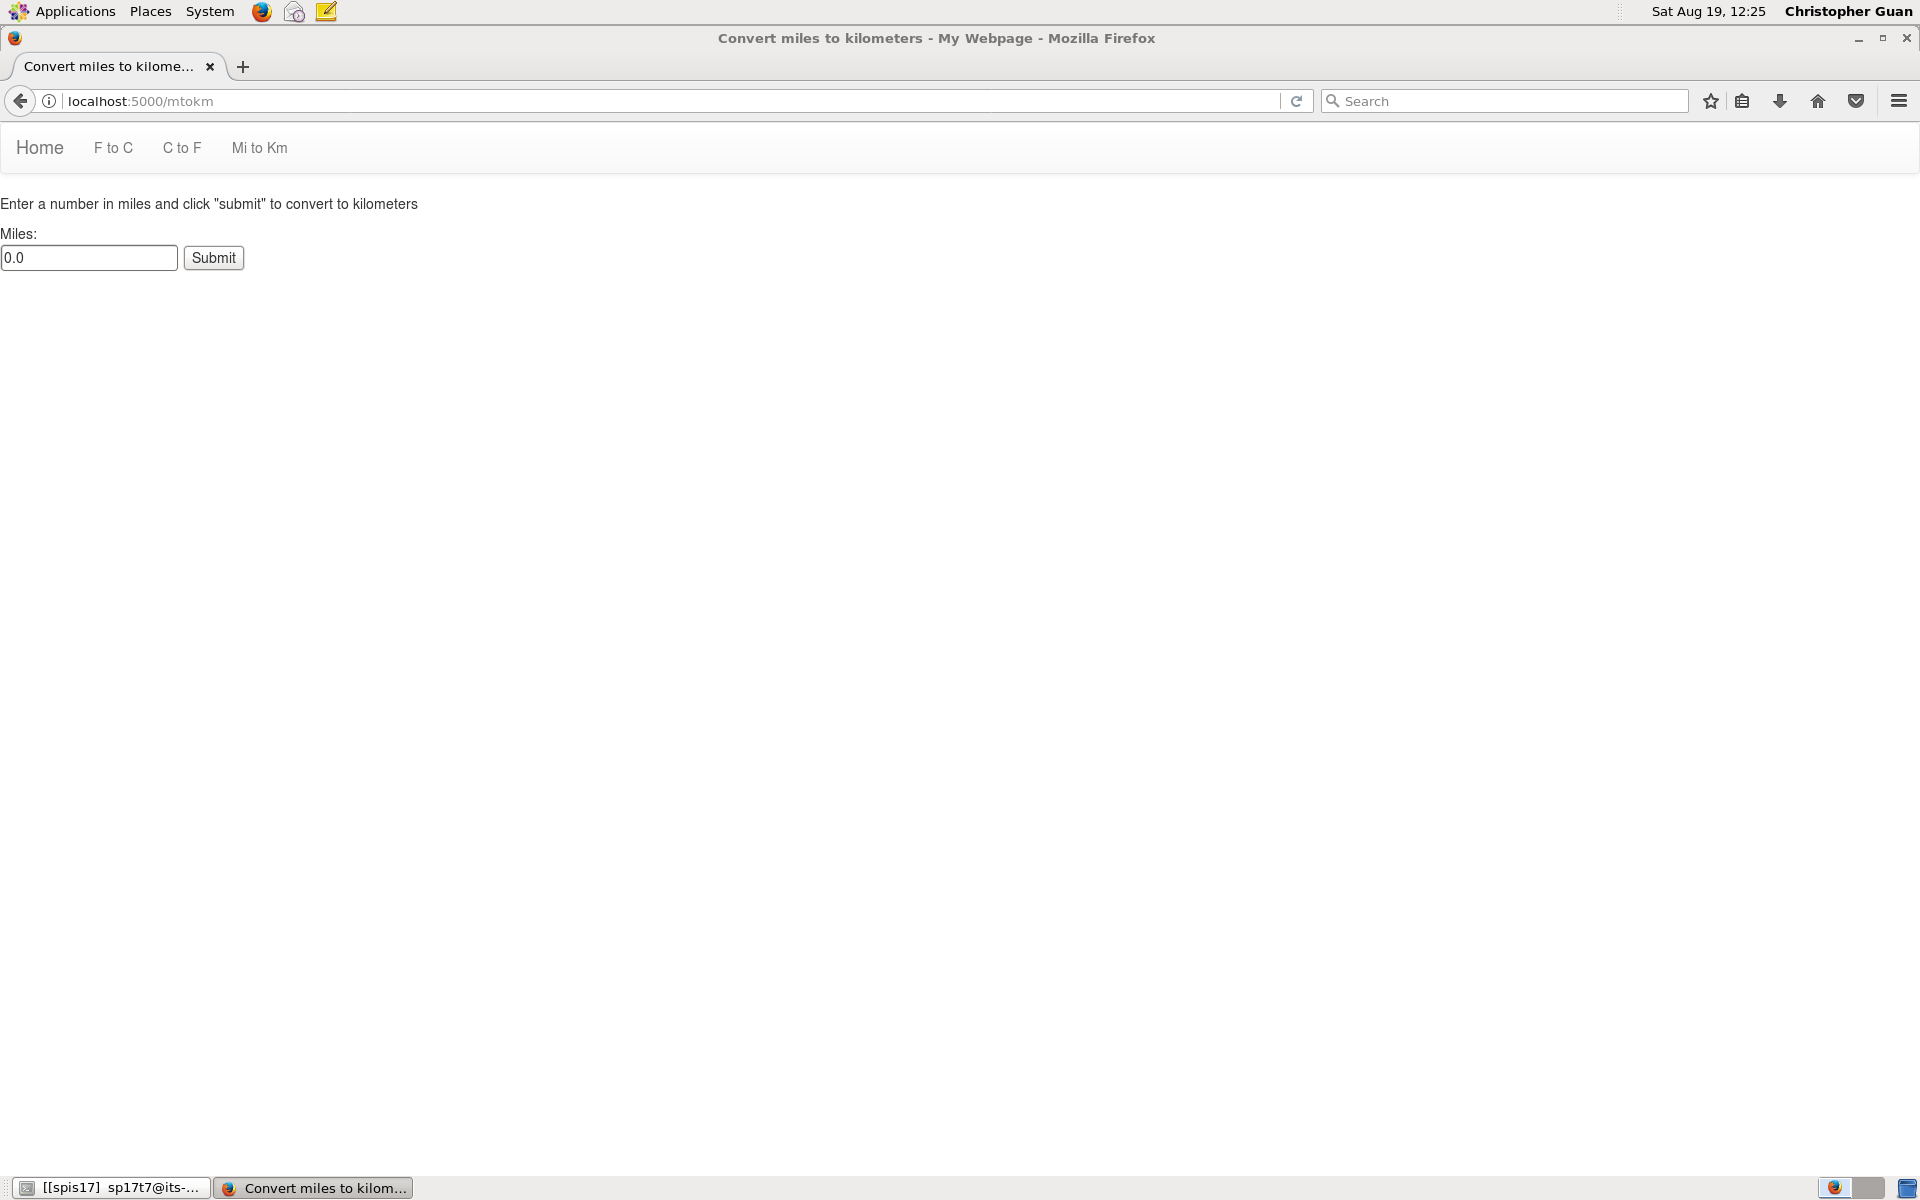 Applications Places System Sat Aug 19, 12:25 Christopher Guan
Convert miles to kilometers - My Webpage - Mozilla Firefox
Convert miles to kilome...
localhost:5000/mtokm Search
Home F to C C to F Mi to Km
Enter a number in miles and click "submit" to convert to kilometers
Miles:
0.0 Submit
[[spis17] sp17t7@its-... Convert miles to kilom...